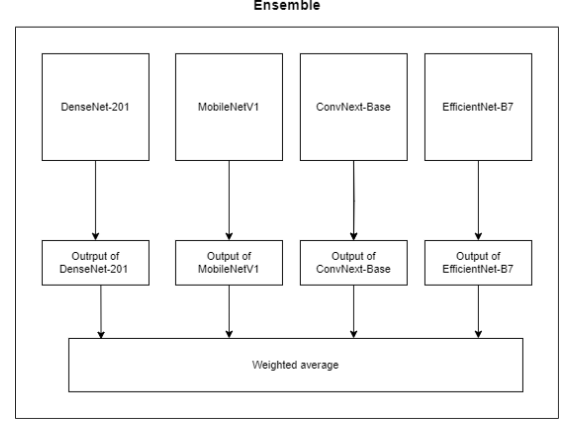 Ensemble
DenseNet-201
MobileNetV1
ConvNext-Base
EfficientNet-B7
Outrput of
DenseNet-201
Output of
MobileNetV1
Output of
ConvNext-Base
Output of
EfficientNet-B7
Weighted average